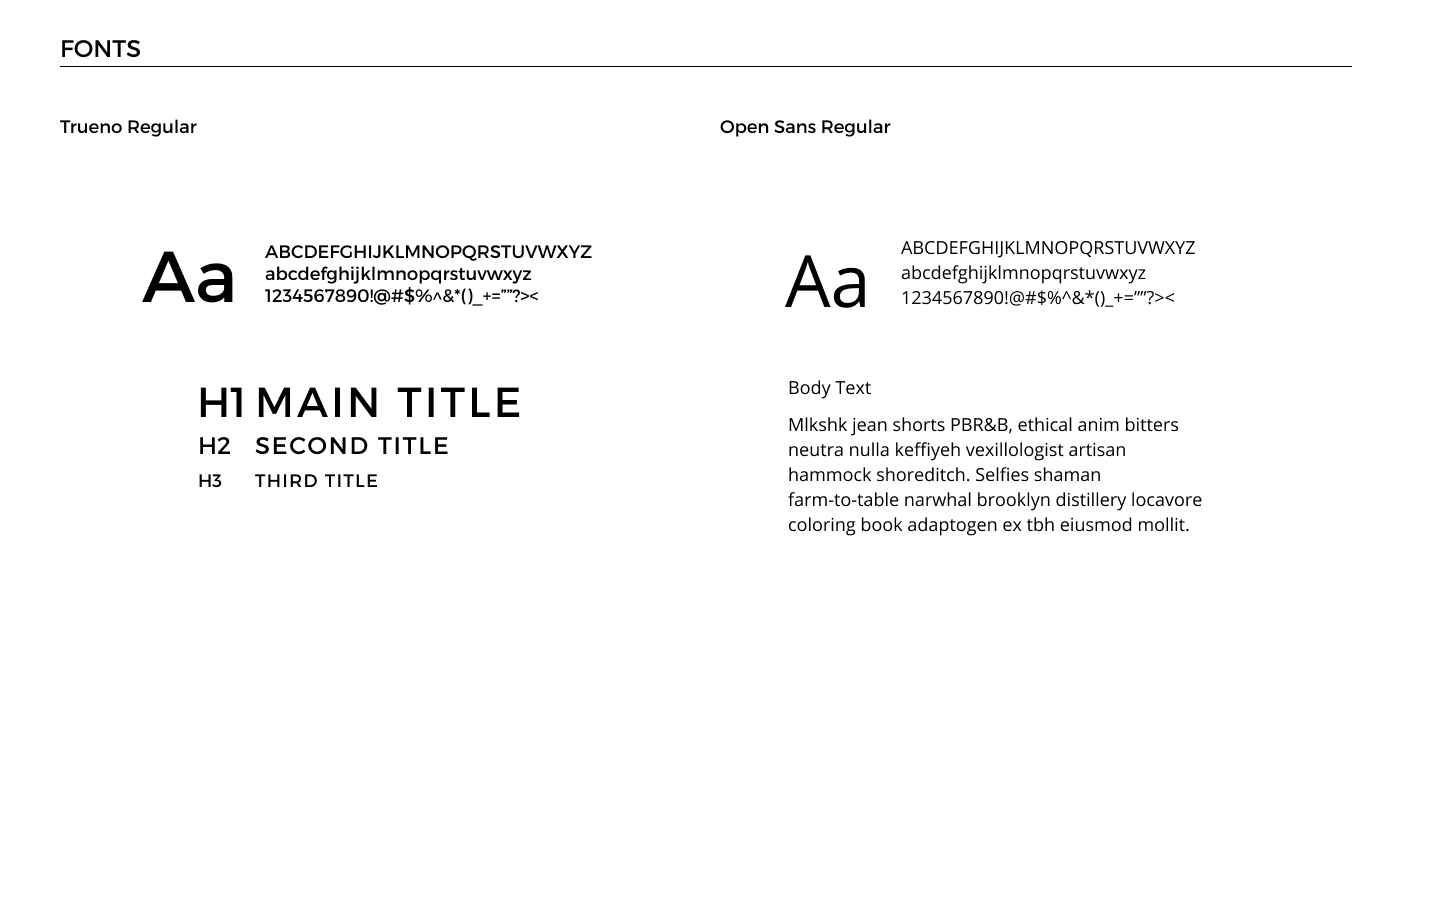 FONTS
Trueno Regular
Aa
ABCDEFGHIJKLMNOPQRSTUVWXYZ
abcdefghijklmnopqrstuvwxyz
1234567890!@#$%^&*()_+=””?><
H1 MAIN TITLE
H2 SECOND TITLE
H3 THIRD TITLE
Open Sans Regular
Aa
ABCDEFGHIJKLMNOPQRSTUVWXYZ
abcdefghijklmnopqrstuvwxyz
1234567890!@#$%^&*()_+=””?><
Body Text
Mlkshk jean shorts PBR&B, ethical anim bitters
neutra nulla keffiyeh vexillologist artisan
hammock shoreditch. Selfies shaman
farm-to-table narwhal brooklyn distillery locavore
coloring book adaptogen ex tbh eiusmod mollit.